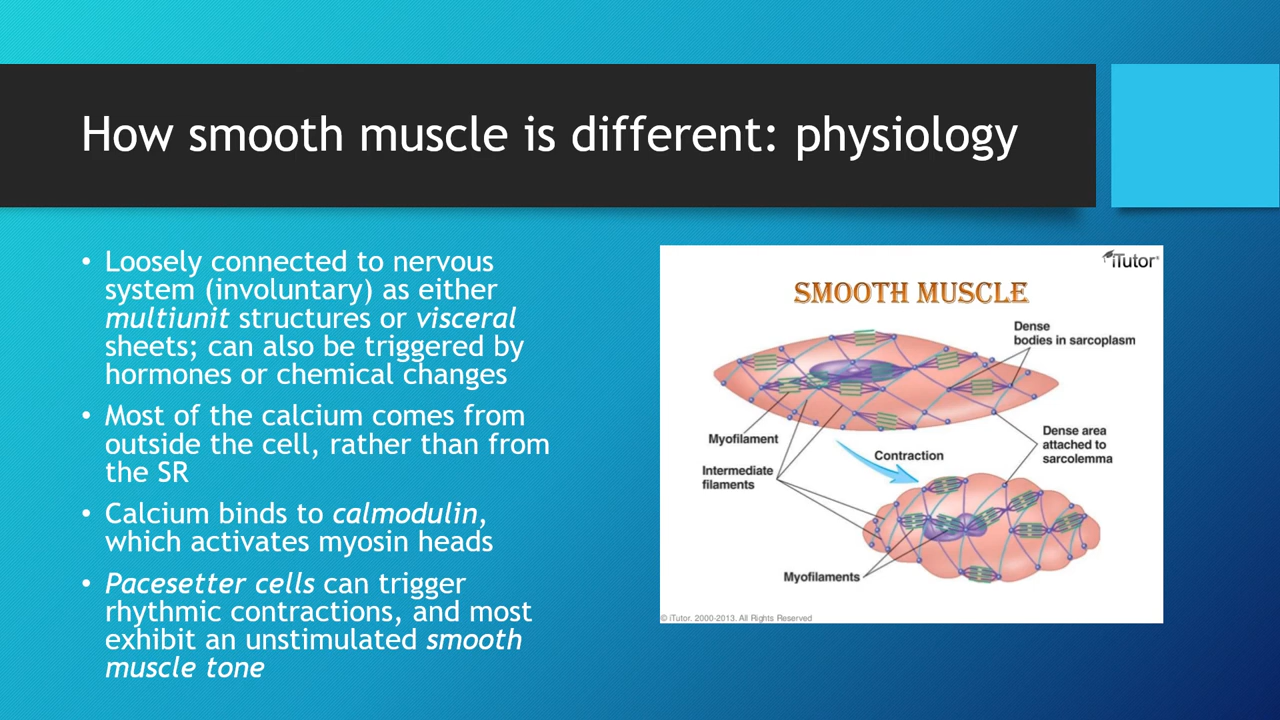 How smooth muscle is different: physiology
• Loosely connected to nervous
system (involuntary) as either
multiunit structures or visceral
sheets; can also be triggered by
hormones or chemical changes
• Most of the calcium comes from
outside the cell, rather than from
the SR
• Calcium binds to calmodulin,
which activates myosin heads
• Pacesetter cells can trigger
rhythmic contractions, and most
exhibit an unstimulated smooth
muscle tone
iTutor®
SMOOTH MUSCLE
Dense
bodies in sarcoplasm
Myofilament
Intermediate
filaments
Contraction
Dense area
attached to
sarcolemma
Myofilaments
© iTutor. 2000-2013. All Rights Reserved